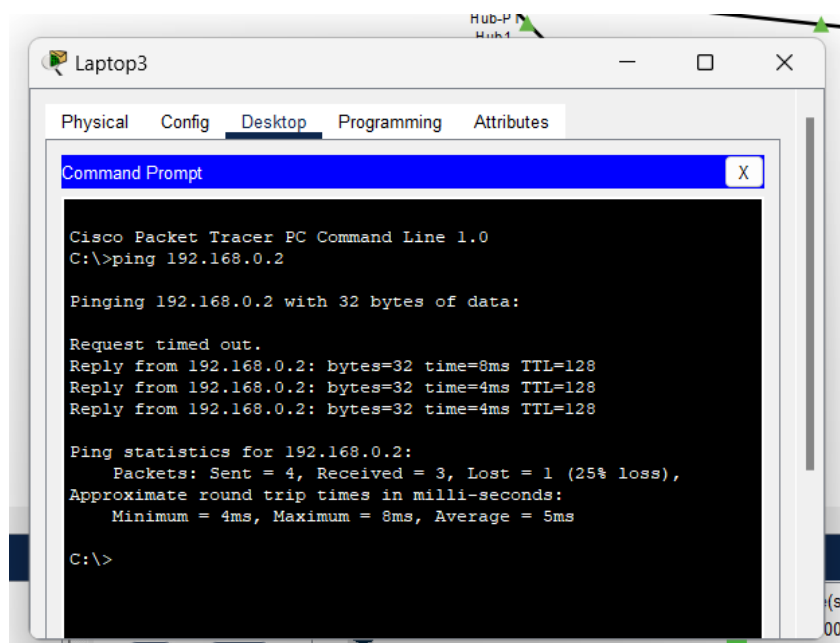 Hub-P
Hub1
Laptop3
Physical Config Desktop Programming Attributes
Command Prompt
X
Cisco Packet Tracer PC Command Line 1.0
C:\>ping 192.168.0.2
Pinging 192.168.0.2 with 32 bytes of data:
Request timed out.
Reply from 192.168.0.2: bytes=32 time=8ms TTL=128
Reply from 192.168.0.2: bytes=32 time=4ms TTL=128
Reply from 192.168.0.2: bytes=32 time=4ms TTL=128
Ping statistics for 192.168.0.2:
Packets: Sent = 4, Received = 3, Lost = 1 (25% loss),
Approximate round trip times in milli-seconds:
Minimum = 4ms, Maximum = 8ms, Average = 5ms
C:\>